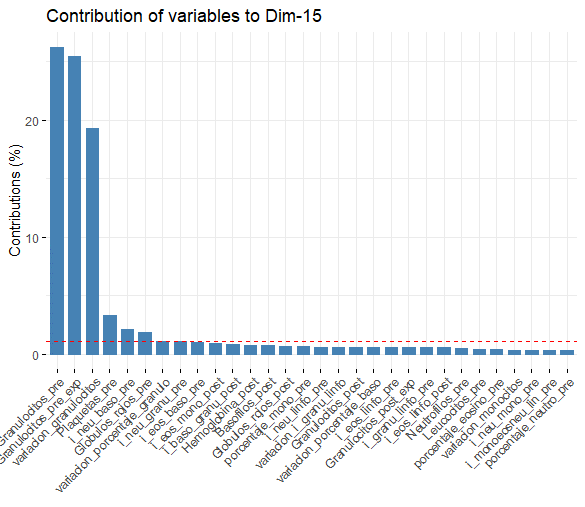 Contribution of variables to Dim-15
Contributions (%)
20
10
0
Granulocitos_pre
Granulocitos_pre_exp
variacion_granulocitos
Plaquetas_pre
I_neu_baso_pre
Globulos_rojos_pre
variacion_porcentaje_granulo
I_neu_granu_pre
I_eos_baso_pre
I_eos_mono_post
I_baso_granu_post
Hemoglobina_post
Basofilos_post
Globulos_rojos_post
porcentaje_mono_pre
I_neu_linfo_pre
variacion_I_granu_linfo
Granulocitos_post
variacion_porcentaje_baso
I_eos_linfo_pre
Granulocitos_post_exp
I_granu_linfo_pre
I_eos_linfo_post
Neutrofilos_pre
Leucocitos_pre
porcentaje_eosino_pre
variacion_monocitos
I_neu_mono_pre
I_monoeosneu_lin_pre
porcentaje_neutro_pre